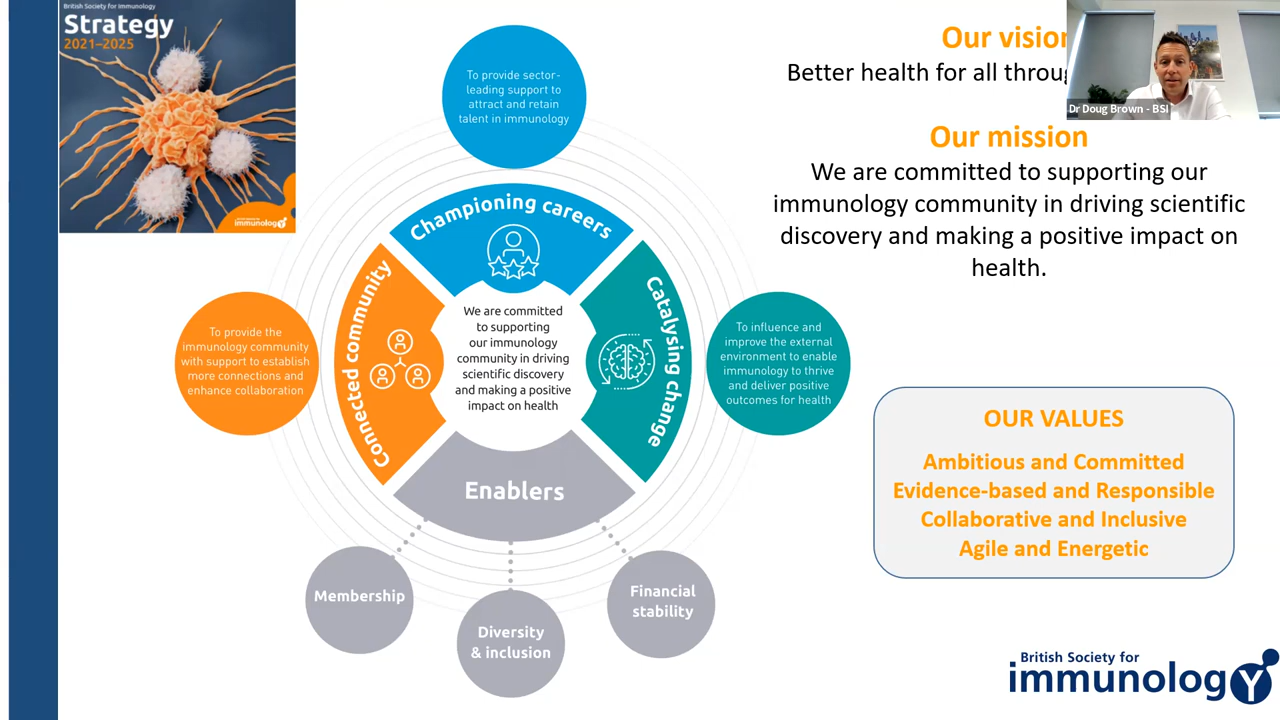 British Society for Immunology
Strategy
2021–2025
immunology
To provide sector-
leading support to
attract and retain
talent in immunology
Championing careers
Connected community
Catalysing change
Enablers
We are committed
to supporting
our immunology
community in driving
scientific discovery
and making a positive
impact on health
To provide the
immunology community
with support to establish
more connections and
enhance collaboration
To influence and
improve the external
environment to enable
immunology to thrive
and deliver positive
outcomes for health
Membership
Diversity
& inclusion
Financial
stability
Our
Better health for all
Dr Doug Brown - BSI
Our mission
We are committed to supporting our
immunology community in driving scientific
discovery and making a positive impact on
health.
OUR VALUES
Ambitious and Committed
Evidence-based and Responsible
Collaborative and Inclusive
Agile and Energetic
British Society for
immunology